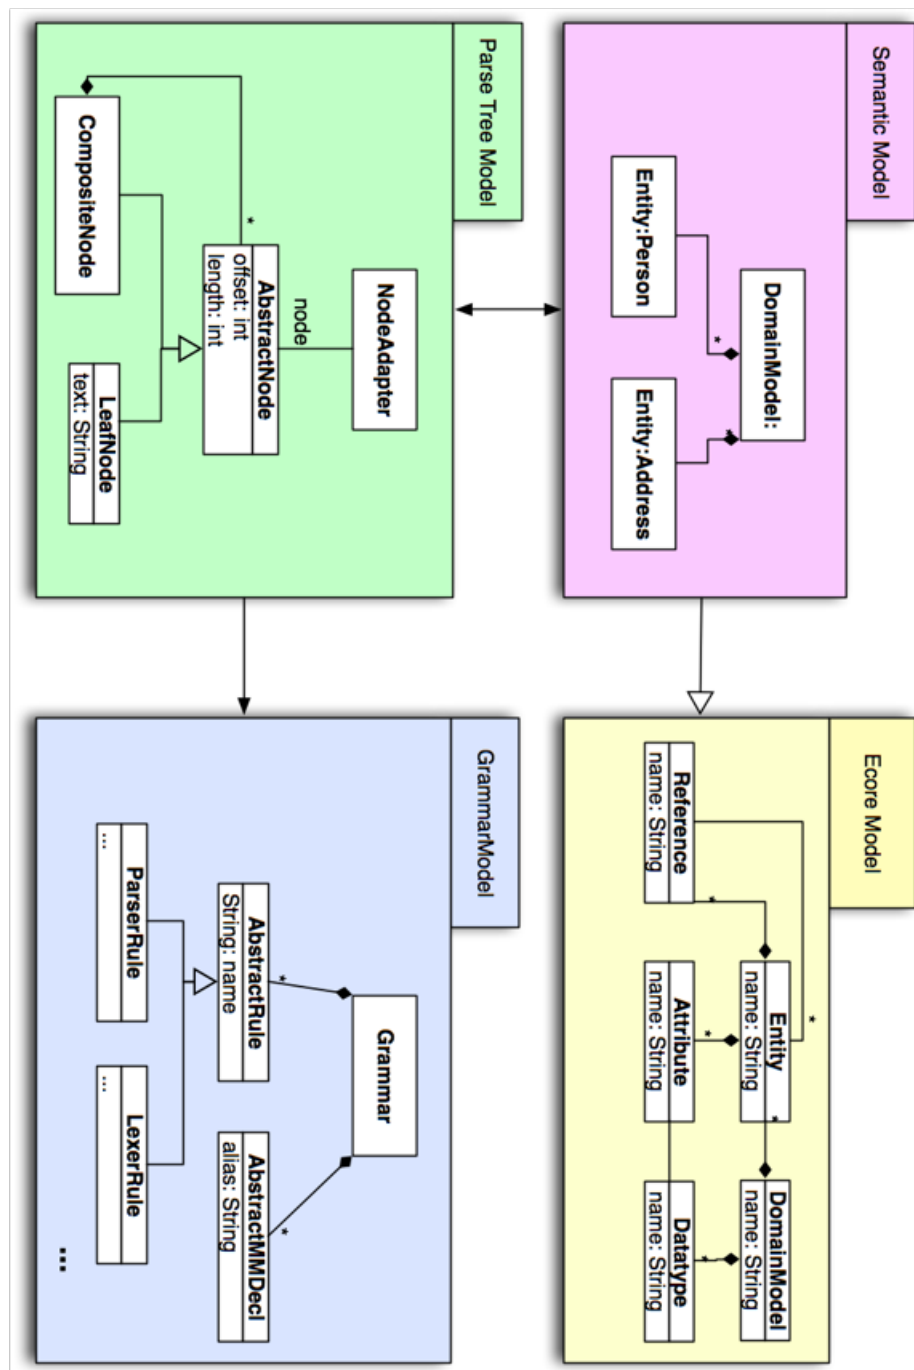 Semantic Model
DomainModel:
*
*
Entity:Person
Entity:Address
Ecore Model
Entity
name: String
*
DomainModel
name: String
*
*
*
*
Reference
name: String
Attribute
name: String
Datatype
name: String
Parse Tree Model
NodeAdapter
node
*
AbstractNode
offset: int
length: int
CompositeNode
LeafNode
text: String
GrammarModel
Grammar
*
*
AbstractRule
String: name
AbstractMMDecl
alias: String
ParserRule
...
LexerRule
...
...